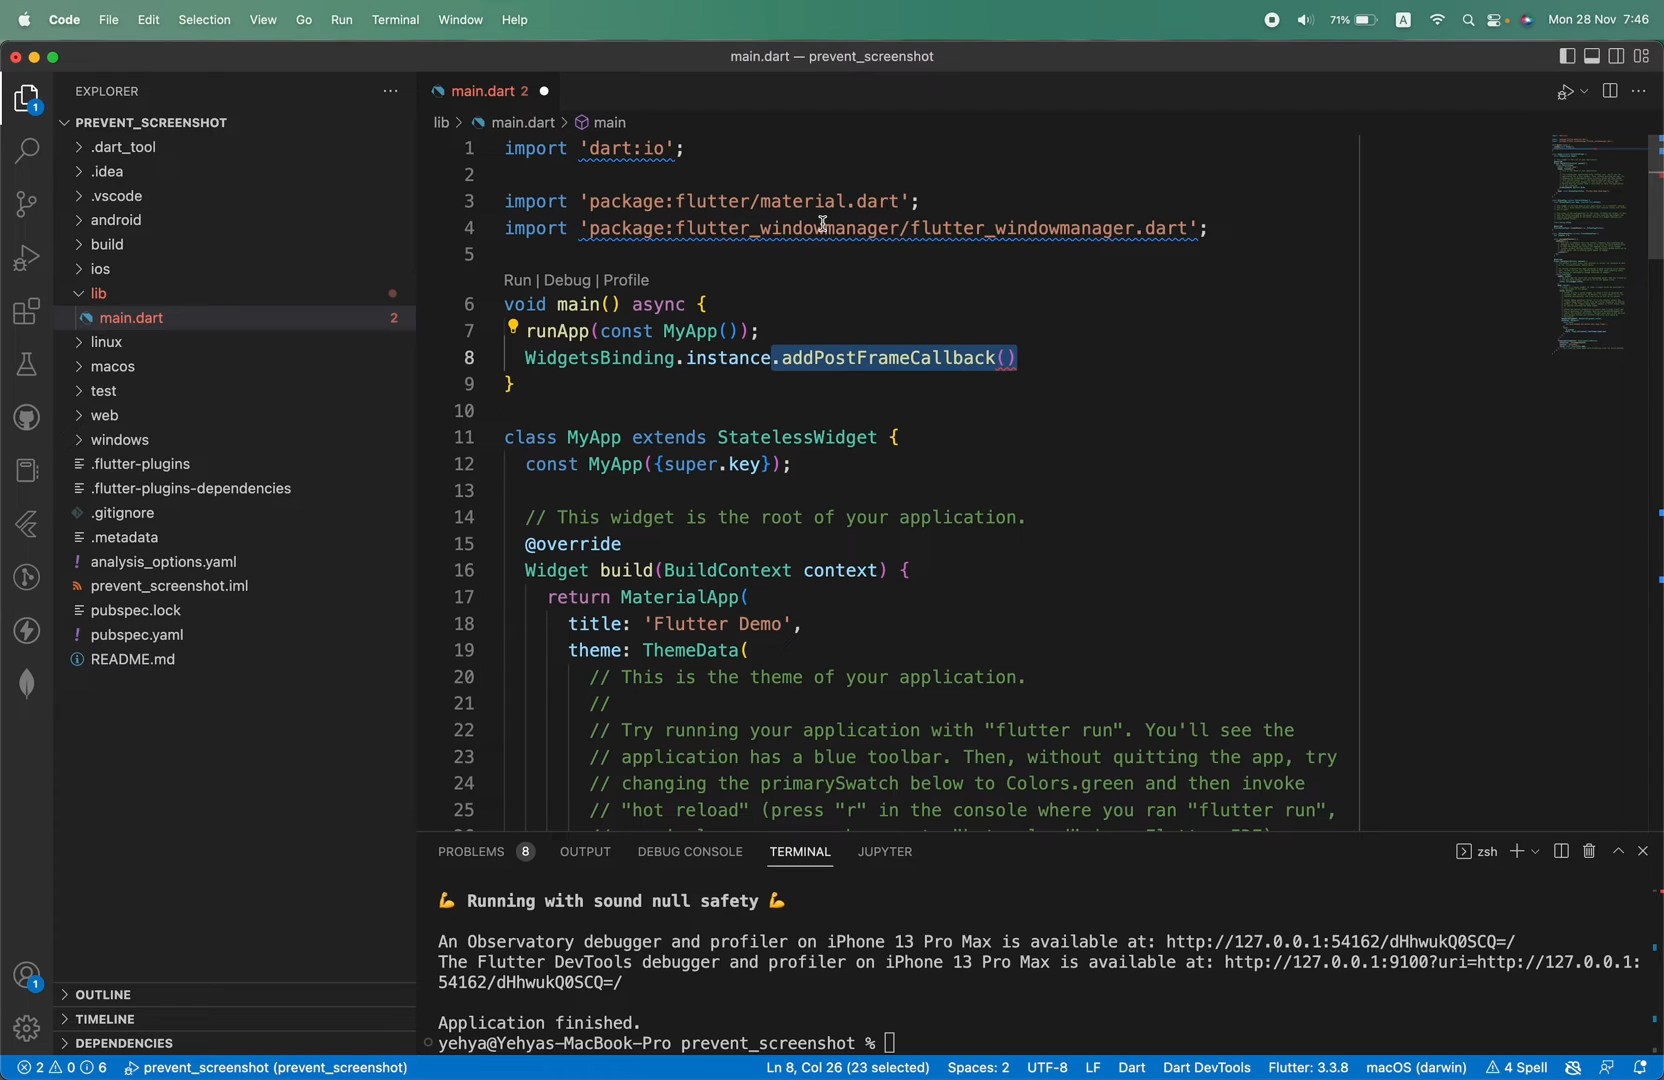 Code File Edit Selection View Go Run Terminal Window Help 71% A Mon 28 Nov 7:46
main.dart — prevent_screenshot
EXPLORER
PREVENT_SCREENSHOT
.dart_tool
.idea
.vscode
android
build
ios
lib
main.dart 2
linux
macos
test
web
windows
.flutter-plugins
.flutter-plugins-dependencies
.gitignore
.metadata
analysis_options.yaml
prevent_screenshot.iml
pubspec.lock
pubspec.yaml
README.md
OUTLINE
TIMELINE
DEPENDENCIES
1
1
main.dart 2
lib > main.dart > main
1 import 'dart:io';
2
3 import 'package:flutter/material.dart';
4 import 'package:flutter_windowmanager/flutter_windowmanager.dart';
5
Run | Debug | Profile
6 void main() async {
7 runApp(const MyApp());
8 WidgetsBinding.instance.addPostFrameCallback()
9 }
10
11 class MyApp extends StatelessWidget {
12 const MyApp({super.key});
13
14 // This widget is the root of your application.
15 @override
16 Widget build(BuildContext context) {
17 return MaterialApp(
18 title: 'Flutter Demo',
19 theme: ThemeData(
20 // This is the theme of your application.
21 //
22 // Try running your application with "flutter run". You'll see the
23 // application has a blue toolbar. Then, without quitting the app, try
24 // changing the primarySwatch below to Colors.green and then invoke
25 // "hot reload" (press "r" in the console where you ran "flutter run",
PROBLEMS 8 OUTPUT DEBUG CONSOLE TERMINAL JUPYTER zsh
💪 Running with sound null safety 💪
An Observatory debugger and profiler on iPhone 13 Pro Max is available at: http://127.0.0.1:54162/dHhwukQ0SCQ=/
The Flutter DevTools debugger and profiler on iPhone 13 Pro Max is available at: http://127.0.0.1:9100?uri=http://127.0.0.1:
54162/dHhwukQ0SCQ=/
Application finished.
yehya@Yehyas-MacBook-Pro prevent_screenshot %
2 0 6 prevent_screenshot (prevent_screenshot) Ln 8, Col 26 (23 selected) Spaces: 2 UTF-8 LF Dart Dart DevTools Flutter: 3.3.8 macOS (darwin) 4 Spell